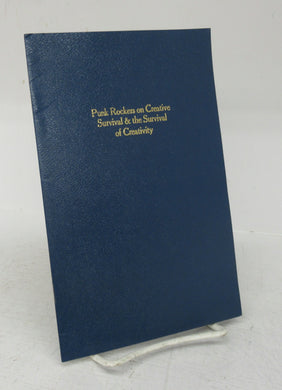 Punk Rockers on Creative
Survival & the Survival
of Creativity